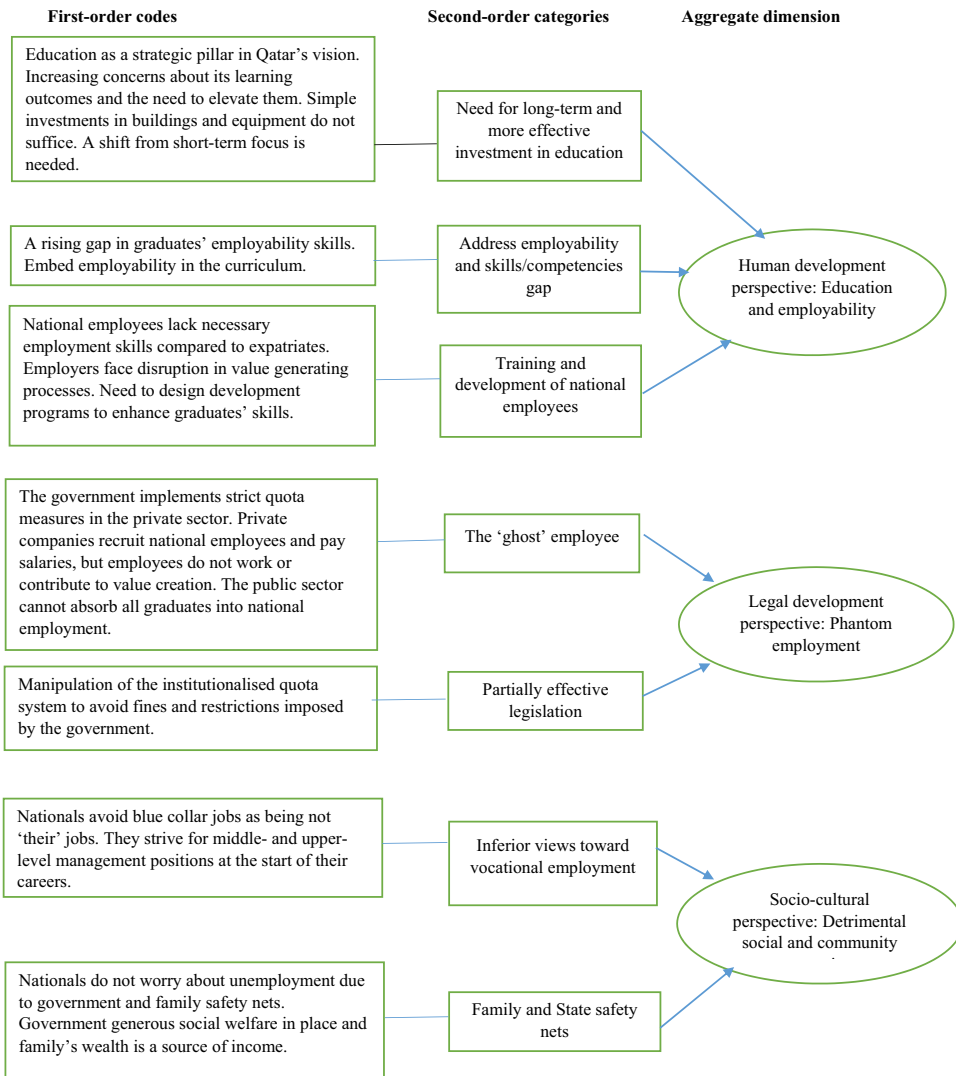 First-order codes
Second-order categories
Aggregate dimension
Education as a strategic pillar in Qatar’s vision.
Increasing concerns about its learning
outcomes and the need to elevate them. Simple
investments in buildings and equipment do not
suffice. A shift from short-term focus is
needed.
Need for long-term and
more effective
investment in education
A rising gap in graduates’ employability skills.
Embed employability in the curriculum.
Address employability
and skills/competencies
gap
Human development
perspective: Education
and employability
National employees lack necessary
employment skills compared to expatriates.
Employers face disruption in value generating
processes. Need to design development
programs to enhance graduates’ skills.
Training and
development of national
employees
The government implements strict quota
measures in the private sector. Private
companies recruit national employees and pay
salaries, but employees do not work or
contribute to value creation. The public sector
cannot absorb all graduates into national
employment.
The ‘ghost’ employee
Legal development
perspective: Phantom
employment
Manipulation of the institutionalised quota
system to avoid fines and restrictions imposed
by the government.
Partially effective
legislation
Nationals avoid blue collar jobs as being not
‘their’ jobs. They strive for middle- and upper-
level management positions at the start of their
careers.
Inferior views toward
vocational employment
Socio-cultural
perspective: Detrimental
social and community
Nationals do not worry about unemployment due
to government and family safety nets.
Government generous social welfare in place and
family’s wealth is a source of income.
Family and State safety
nets